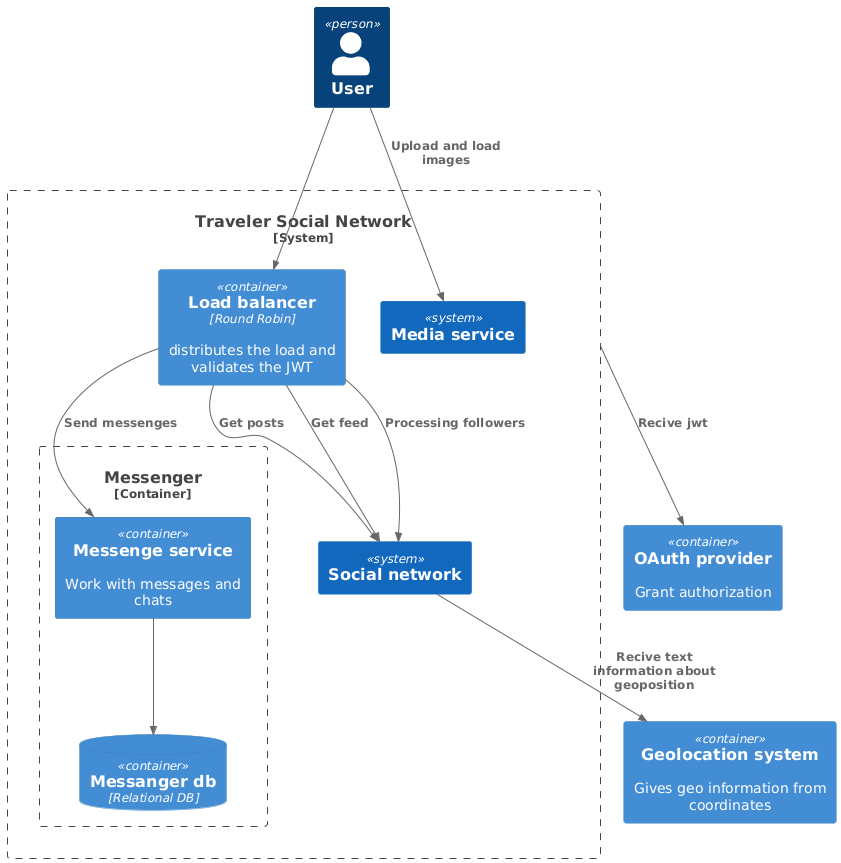 «person»
User
Upload and load
images
Traveler Social Network
[System]
«container»
Load balancer
[Round Robin]
distributes the load and
validates the JWT
«system»
Media service
Send messenges
Get posts
Get feed
Processing followers
Recive jwt
Messenger
[Container]
«container»
Messenge service
Work with messages and
chats
«system»
Social network
«container»
OAuth provider
Grant authorization
Recive text
information about
geoposition
«container»
Messanger db
[Relational DB]
«container»
Geolocation system
Gives geo information from
coordinates